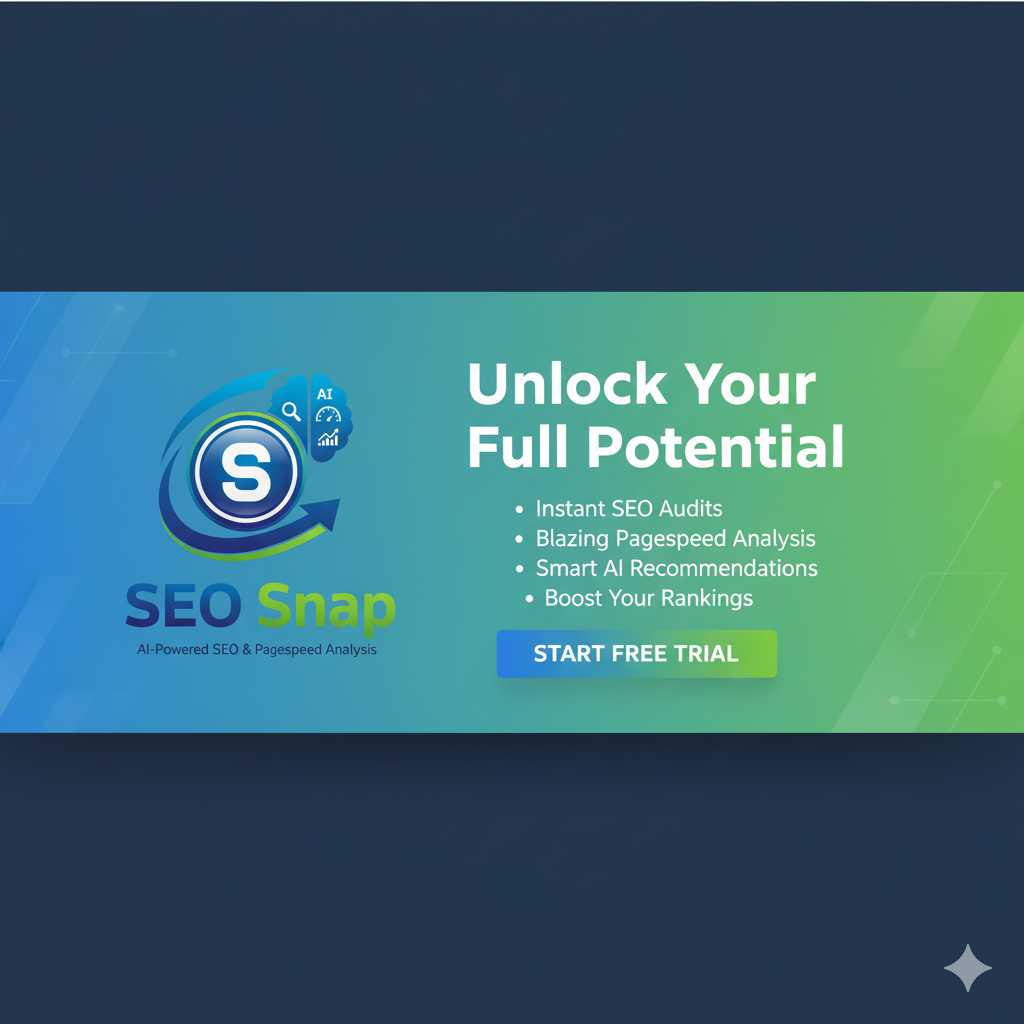 AI
S
SEO Snap
AI-Powered SEO & Pagespeed Analysis
Unlock Your
Full Potential
• Instant SEO Audits
• Blazing Pagespeed Analysis
• Smart AI Recommendations
• Boost Your Rankings
START FREE TRIAL